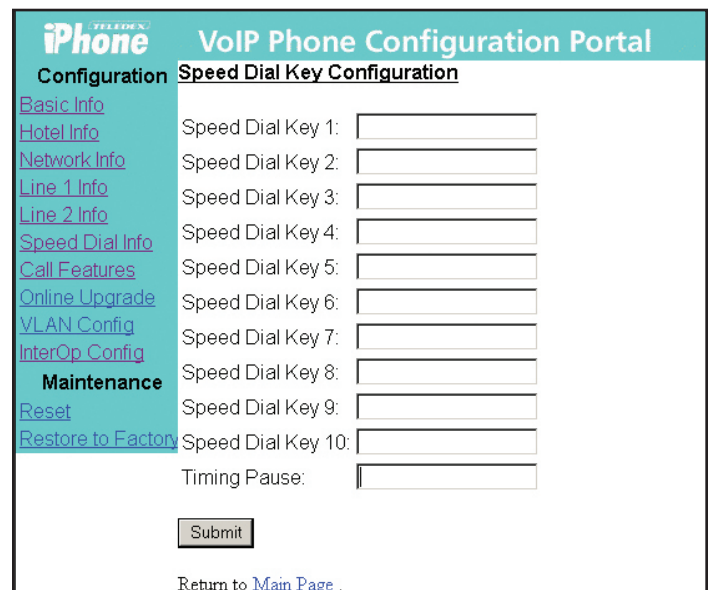 TELEDEX
iPhone
VoIP Phone Configuration Portal
Configuration
Basic Info
Hotel Info
Network Info
Line 1 Info
Line 2 Info
Speed Dial Info
Call Features
Online Upgrade
VLAN Config
InterOp Config
Maintenance
Reset
Restore to Factory
Speed Dial Key Configuration
Speed Dial Key 1:
Speed Dial Key 2:
Speed Dial Key 3:
Speed Dial Key 4:
Speed Dial Key 5:
Speed Dial Key 6:
Speed Dial Key 7:
Speed Dial Key 8:
Speed Dial Key 9:
Speed Dial Key 10:
Timing Pause:
Submit
Return to Main Page .